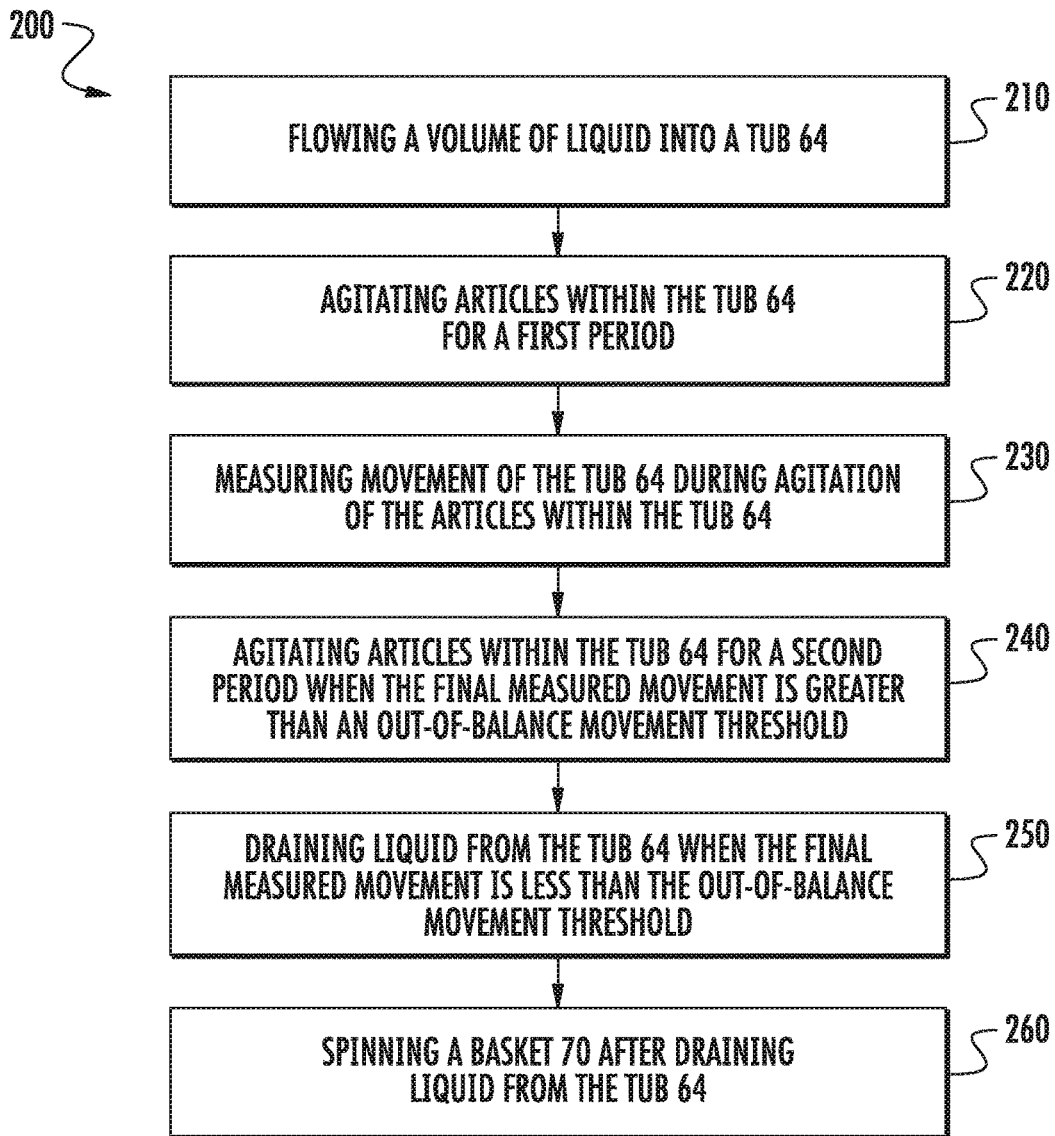 200
210
FLOWING A VOLUME OF LIQUID INTO A TUB 64
220
AGITATING ARTICLES WITHIN THE TUB 64
FOR A FIRST PERIOD
230
MEASURING MOVEMENT OF THE TUB 64 DURING AGITATION
OF THE ARTICLES WITHIN THE TUB 64
240
AGITATING ARTICLES WITHIN THE TUB 64 FOR A SECOND
PERIOD WHEN THE FINAL MEASURED MOVEMENT IS GREATER
THAN AN OUT-OF-BALANCE MOVEMENT THRESHOLD
250
DRAINING LIQUID FROM THE TUB 64 WHEN THE FINAL
MEASURED MOVEMENT IS LESS THAN THE OUT-OF-BALANCE
MOVEMENT THRESHOLD
260
SPINNING A BASKET 70 AFTER DRAINING
LIQUID FROM THE TUB 64